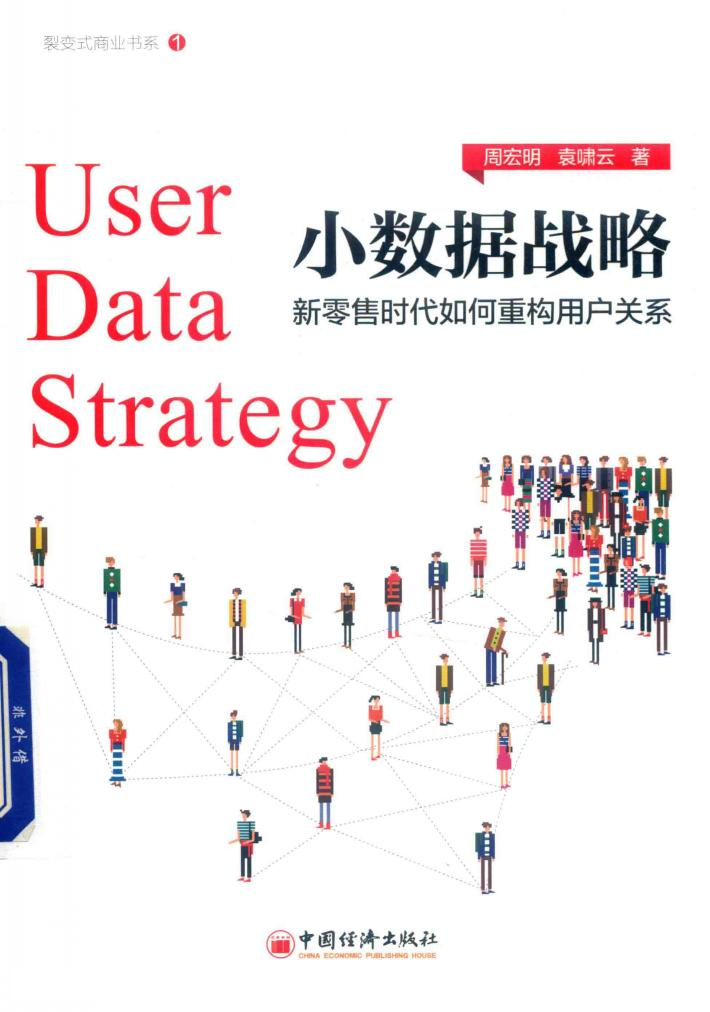 裂变式商业书系 1
周宏明 袁啸云 著
User
Data
Strategy
小数据战略
新零售时代如何重构用户关系
非外借
中国经济出版社
CHINA ECONOMIC PUBLISHING HOUSE